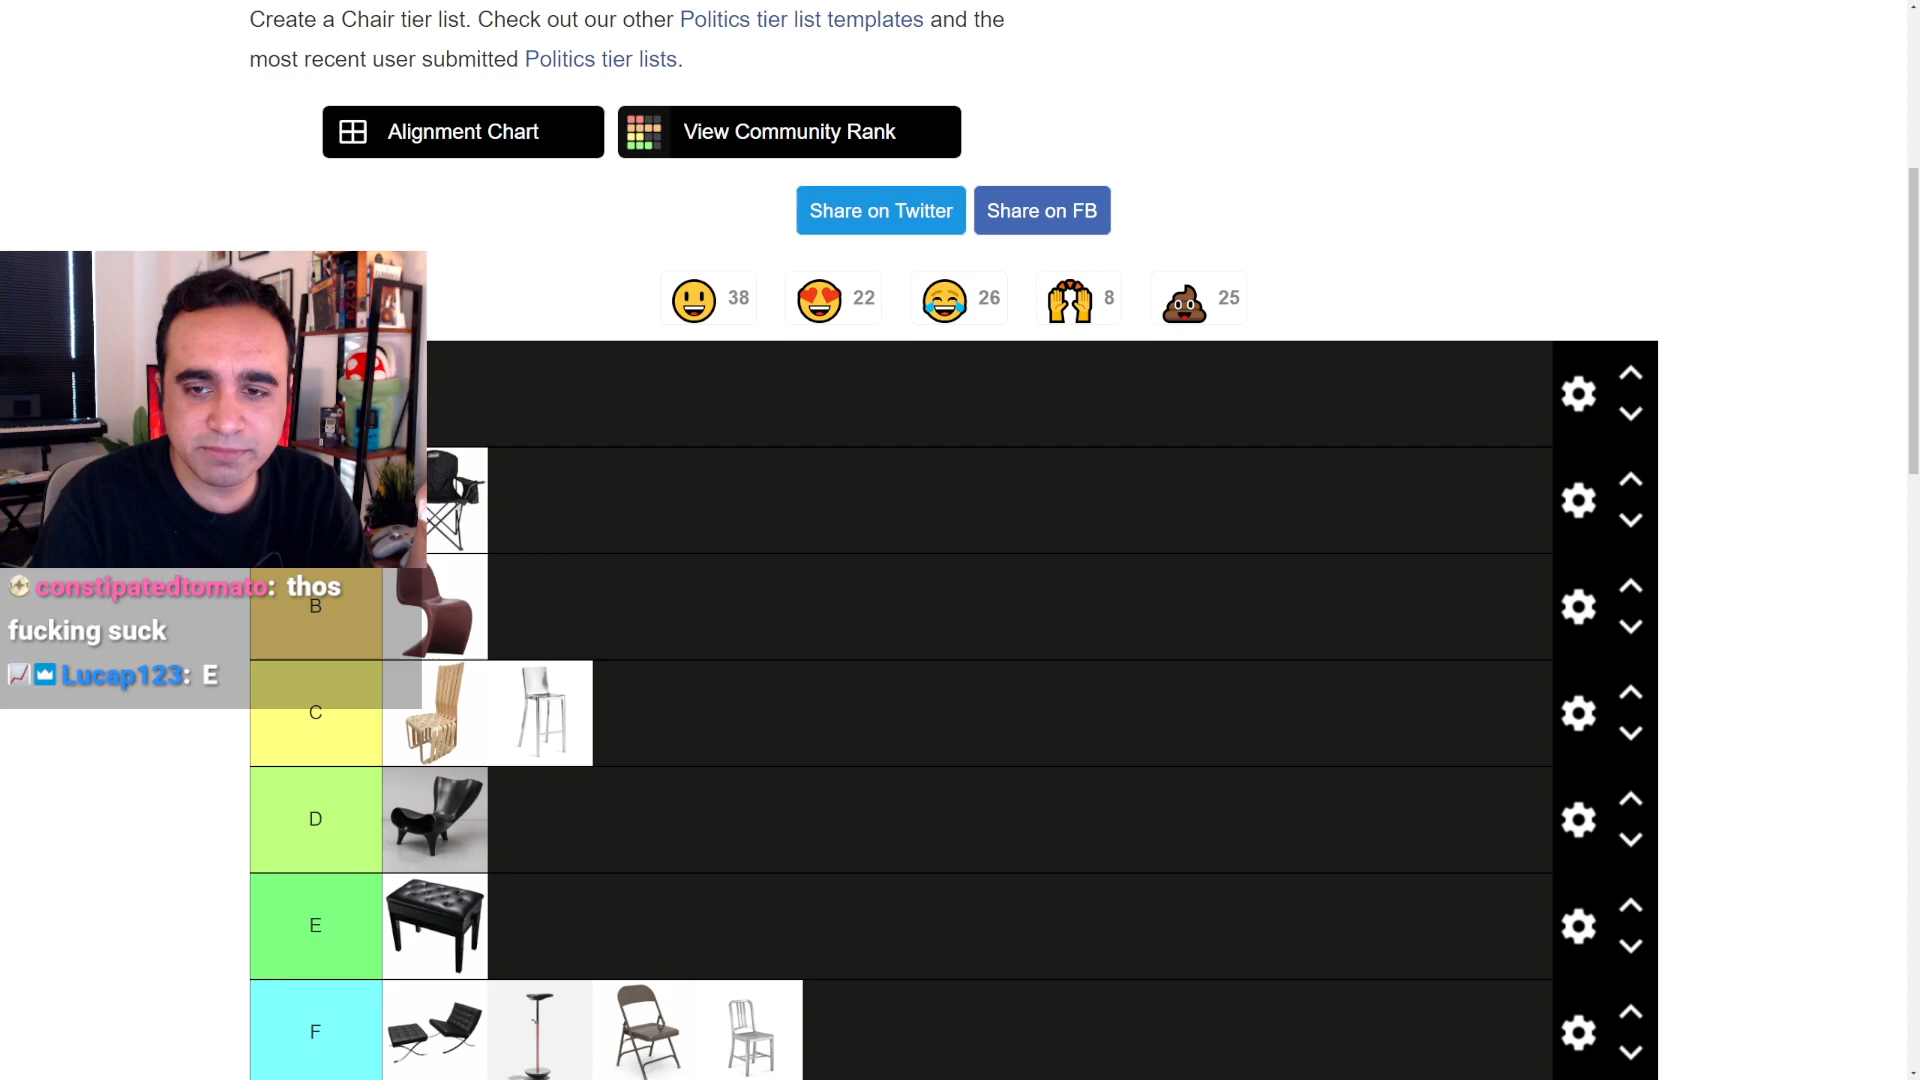 Create a Chair tier list. Check out our other Politics tier list templates and the
most recent user submitted Politics tier lists.
Alignment Chart
View Community Rank
Share on Twitter
Share on FB
38
22
26
8
25
constipatedtomato: thos
fucking suck
Lucap123: E
B
C
D
E
F